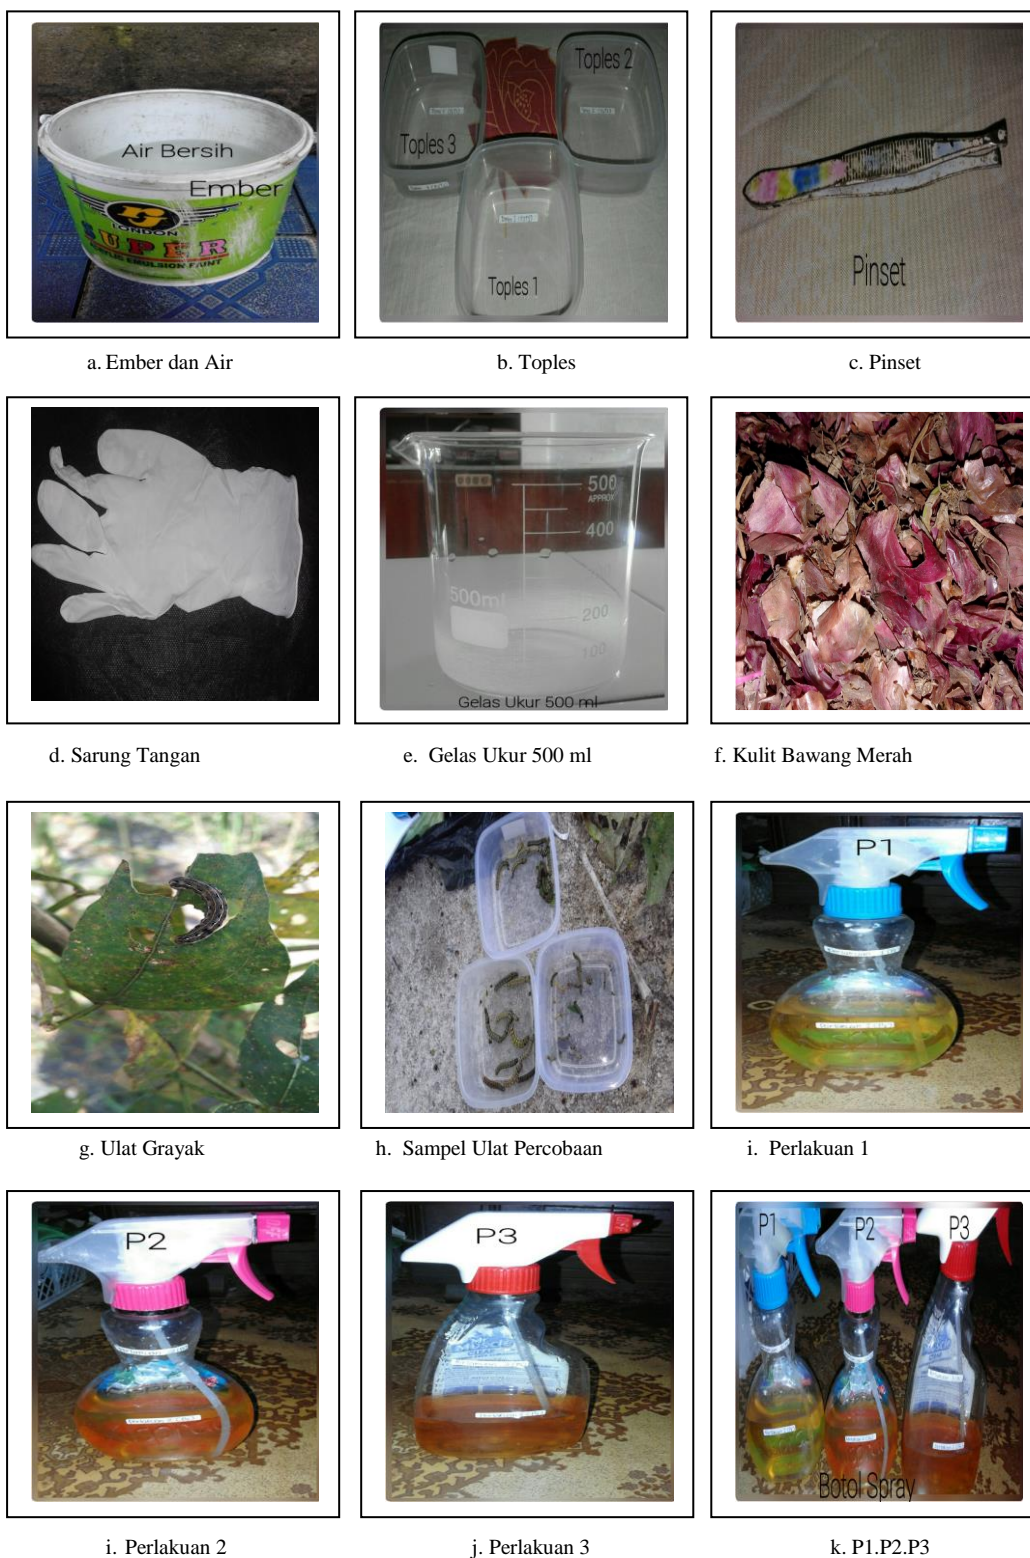 Air Bersih
Ember
LONDON
SUPER
EMULSION PAINT
a. Ember dan Air
Toples 3
Toples 2
Toples 1
b. Toples
Pinset
c. Pinset
d. Sarung Tangan
500
APPROX
400
500ml
200
100
Gelas Ukur 500 ml
e. Gelas Ukur 500 ml
f. Kulit Bawang Merah
g. Ulat Grayak
h. Sampel Ulat Percobaan
P1
i. Perlakuan 1
P2
i. Perlakuan 2
P3
j. Perlakuan 3
P1
P2
P3
Botol Spray
k. P1.P2.P3